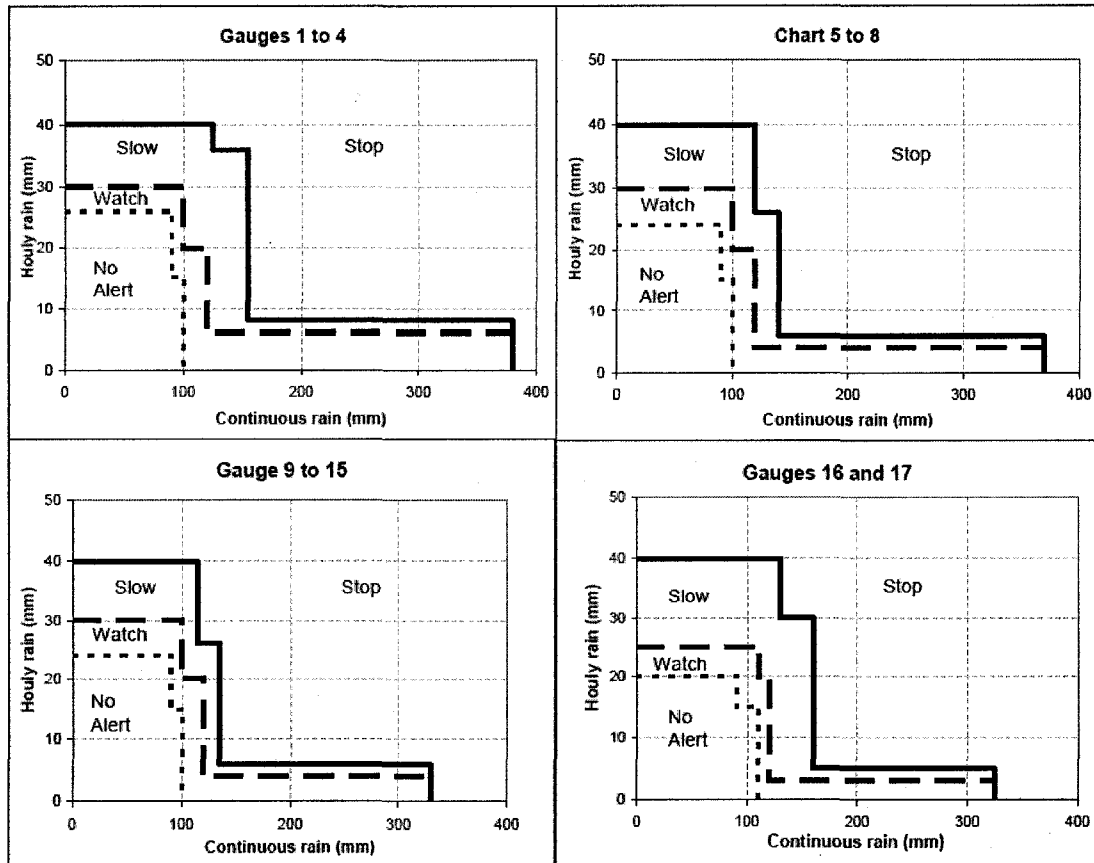 Gauges 1 to 4
50
40
30
20
10
0
Houly rain (mm)
Slow
Stop
Watch
No
Alert
0 100 200 300 400
Continuous rain (mm)
Chart 5 to 8
50
40
30
20
10
0
Houly rain (mm)
Slow
Stop
Watch
No
Alert
0 100 200 300 400
Continuous rain (mm)
Gauge 9 to 15
50
40
30
20
10
0
Houly rain (mm)
Slow
Stop
Watch
No
Alert
0 100 200 300 400
Continuous rain (mm)
Gauges 16 and 17
50
40
30
20
10
0
Houly rain (mm)
Slow
Stop
Watch
No
Alert
0 100 200 300 400
Continuous rain (mm)